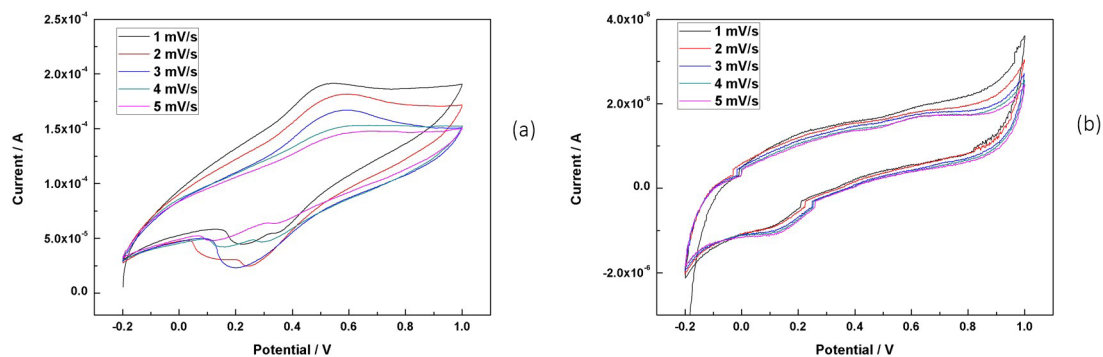 2.5x10⁻⁴
2.0x10⁻⁴
1.5x10⁻⁴
1.0x10⁻⁴
5.0x10⁻⁵
0.0
Current / A
1 mV/s
2 mV/s
3 mV/s
4 mV/s
5 mV/s
-0.2 0.0 0.2 0.4 0.6 0.8 1.0
Potential / V
(a)
4.0x10⁻⁶
2.0x10⁻⁶
0.0
-2.0x10⁻⁶
Current / A
1 mV/s
2 mV/s
3 mV/s
4 mV/s
5 mV/s
-0.2 0.0 0.2 0.4 0.6 0.8 1.0
Potential / V
(b)